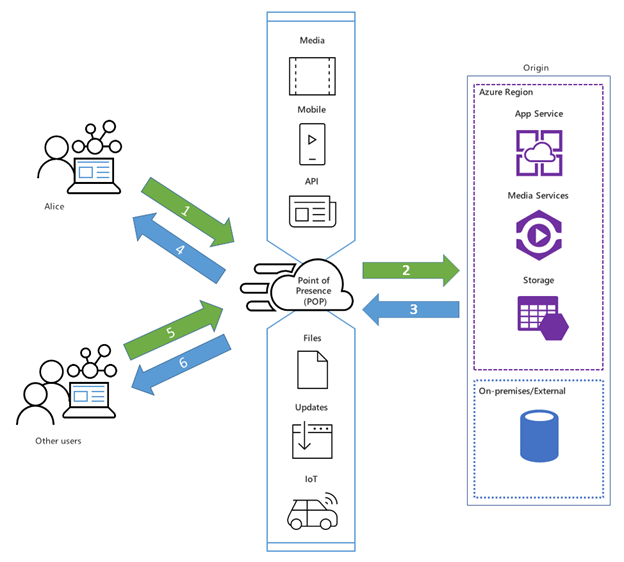 Media
Mobile
API
Alice
1
4
Point of
Presence
(POP)
2
3
5
6
Other users
Files
Updates
IoT
Origin
Azure Region
App Service
Media Services
Storage
On-premises/External